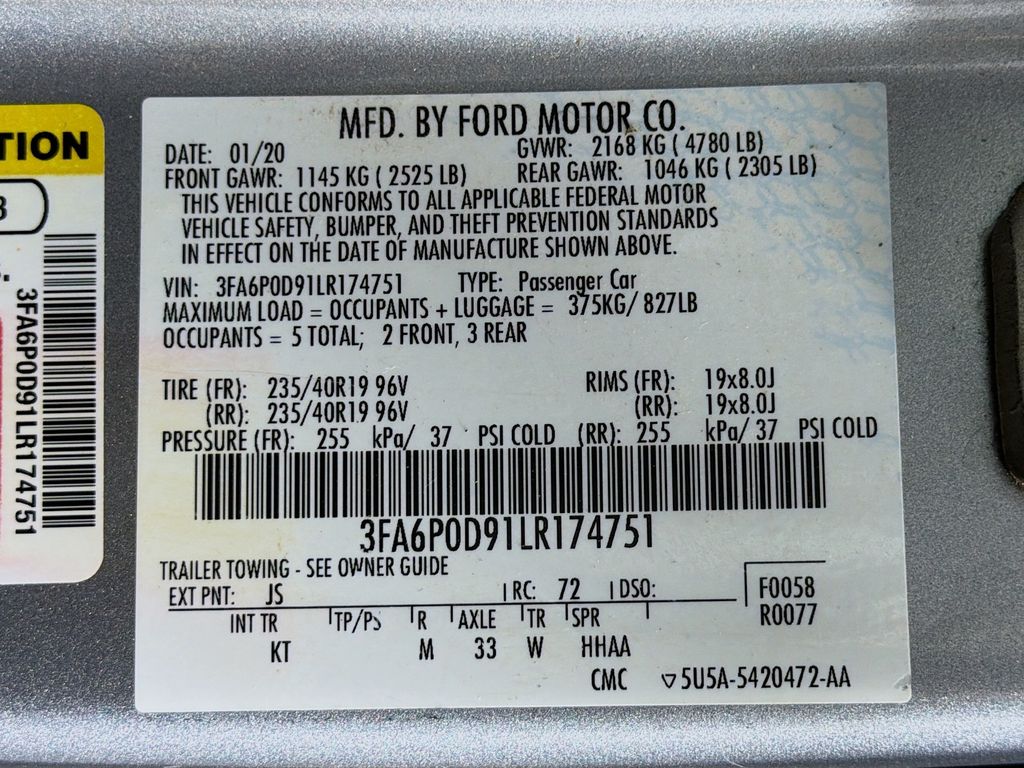 TION
3
3FA6P0D91LR174751
MFD. BY FORD MOTOR CO.
DATE: 01/20 GVWR: 2168 KG ( 4780 LB)
FRONT GAWR: 1145 KG ( 2525 LB) REAR GAWR: 1046 KG ( 2305 LB)
THIS VEHICLE CONFORMS TO ALL APPLICABLE FEDERAL MOTOR
VEHICLE SAFETY, BUMPER, AND THEFT PREVENTION STANDARDS
IN EFFECT ON THE DATE OF MANUFACTURE SHOWN ABOVE.
VIN: 3FA6P0D91LR174751 TYPE: Passenger Car
MAXIMUM LOAD = OCCUPANTS + LUGGAGE = 375KG/ 827LB
OCCUPANTS = 5 TOTAL; 2 FRONT, 3 REAR
TIRE (FR): 235/40R19 96V RIMS (FR): 19x8.0J
(RR): 235/40R19 96V (RR): 19x8.0J
PRESSURE (FR): 255 kPa/ 37 PSI COLD (RR): 255 kPa/ 37 PSI COLD
3FA6P0D91LR174751
TRAILER TOWING - SEE OWNER GUIDE
EXT PNT: JS RC: 72 DSO: F0058
R0077
INT TR TP/PS R AXLE TR SPR
KT M 33 W HHAA
CMC ▽5U5A-5420472-AA